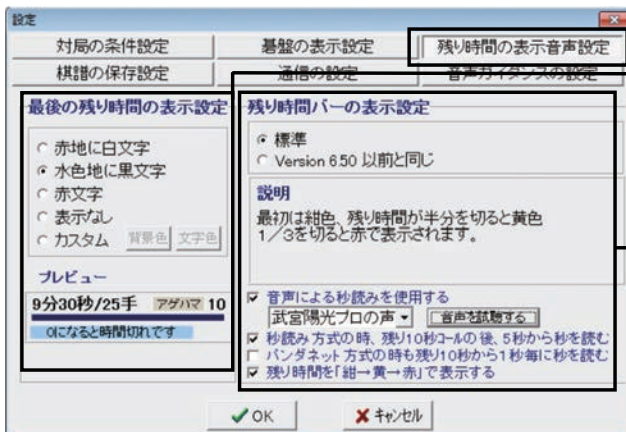 設定
対局の条件設定
碁盤の表示設定
残り時間の表示音声設定
棋譜の保存設定
通信の設定
音声ガイダンスの設定
最後の残り時間の表示設定
赤地に白文字
水色地に黒文字
赤文字
表示なし
カスタム 背景色 文字色
プレビュー
9分30秒/25手 アゲハマ 10
0になると時間切れです
残り時間バーの表示設定
標準
Version 6.50 以前と同じ
説明
最初は紺色、残り時間が半分を切ると黄色
1/3を切ると赤で表示されます。
音声による秒読みを使用する
武宮陽光プロの声 音声を試聴する
秒読み方式の時、残り10秒コールの後、5秒から秒を読む
パンダネット方式の時も残り10秒から1秒毎に秒を読む
残り時間を「紺→黄→赤」で表示する
OK
キャンセル